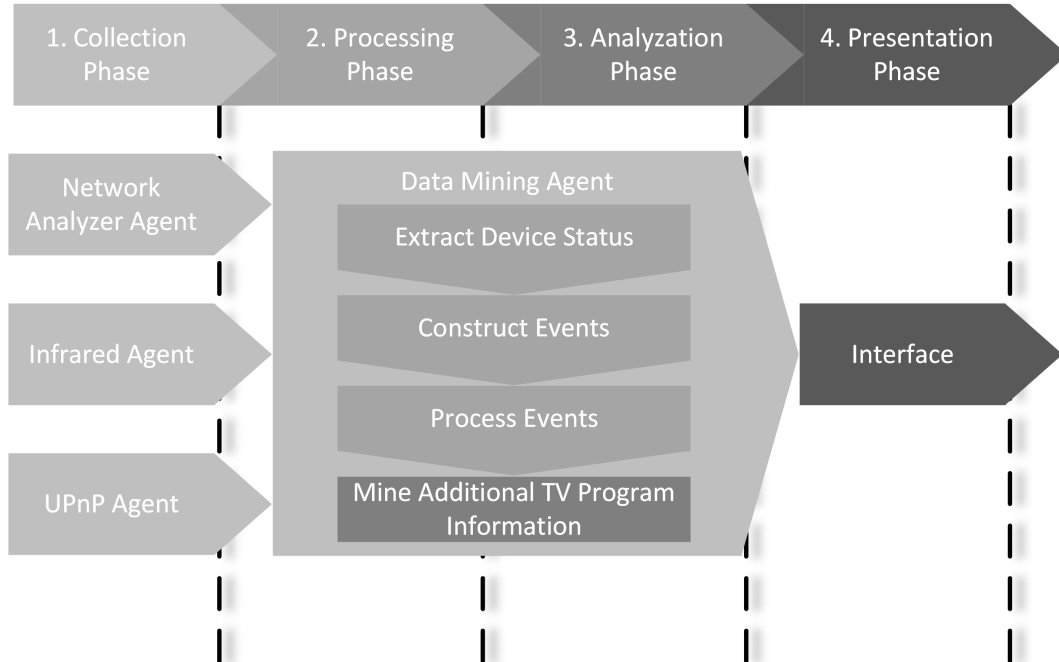 1. Collection
Phase
2. Processing
Phase
3. Analyzation
Phase
4. Presentation
Phase
Network
Analyzer Agent
Infrared Agent
UPnP Agent
Data Mining Agent
Extract Device Status
Construct Events
Process Events
Mine Additional TV Program
Information
Interface